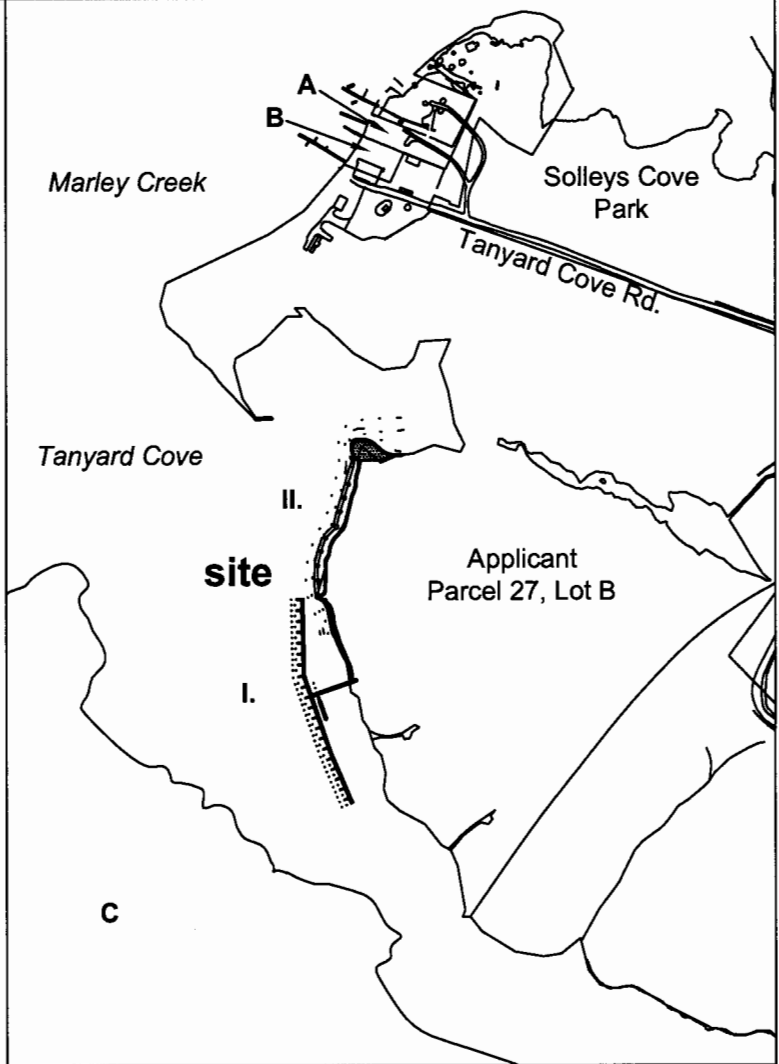 A
B
Marley Creek
Solleys Cove
Park
Tanyard Cove Rd.
Tanyard Cove
II.
site
Applicant
Parcel 27, Lot B
I.
C